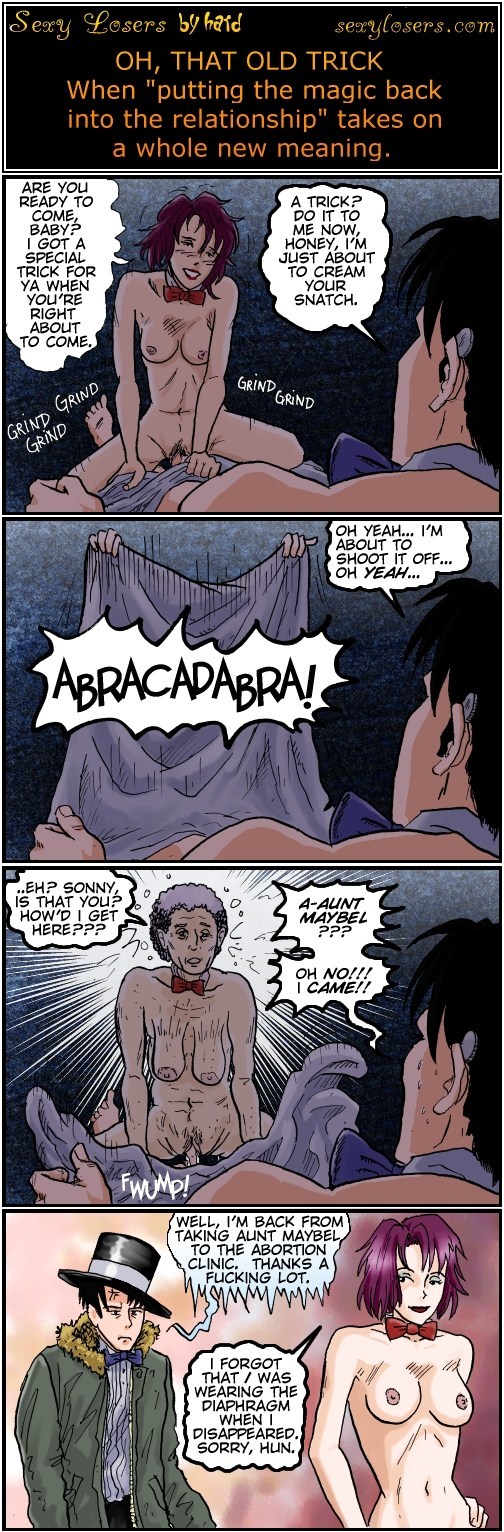 Sexy Losers by hard sexylosers.com
OH, THAT OLD TRICK
When "putting the magic back
into the relationship" takes on
a whole new meaning.
ARE YOU
READY TO
COME,
BABY?
I GOT A
SPECIAL
TRICK FOR
YA WHEN
YOU'RE
RIGHT
ABOUT
TO COME.
A TRICK?
DO IT TO
ME NOW,
HONEY, I'M
JUST ABOUT
TO CREAM
YOUR
SNATCH.
GRIND GRIND
GRIND
GRIND
GRIND
OH YEAH... I'M
ABOUT TO
SHOOT IT OFF...
OH YEAH...
ABRACADABRA!
..EH? SONNY,
IS THAT YOU?
HOW'D I GET
HERE???
A-AUNT
MAYBEL
???
OH NO!!!
I CAME!!
FWUMP!
WELL, I'M BACK FROM
TAKING AUNT MAYBEL
TO THE ABORTION
CLINIC. THANKS A
FUCKING LOT.
I FORGOT
THAT I WAS
WEARING THE
DIAPHRAGM
WHEN I
DISAPPEARED.
SORRY, HUN.